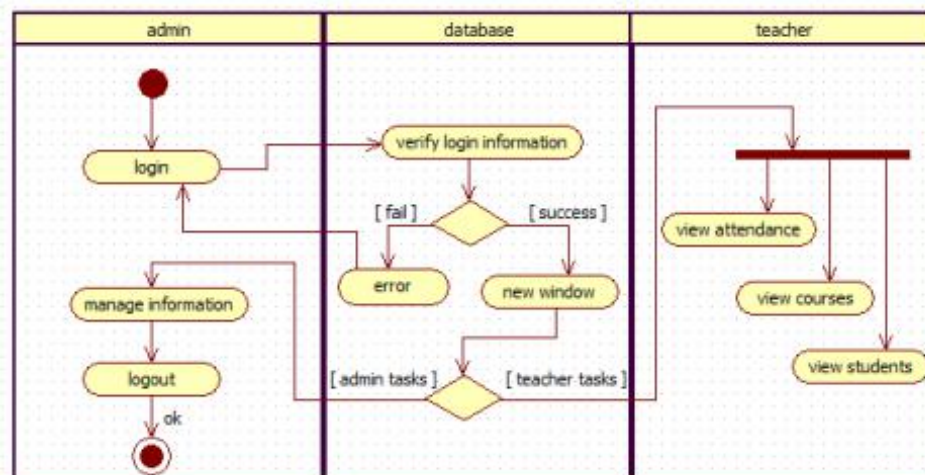 admin
database
teacher
login
verify login information
[ fail ]
[ success ]
error
new window
view attendance
view courses
view students
manage information
[ admin tasks ]
[ teacher tasks ]
logout
ok